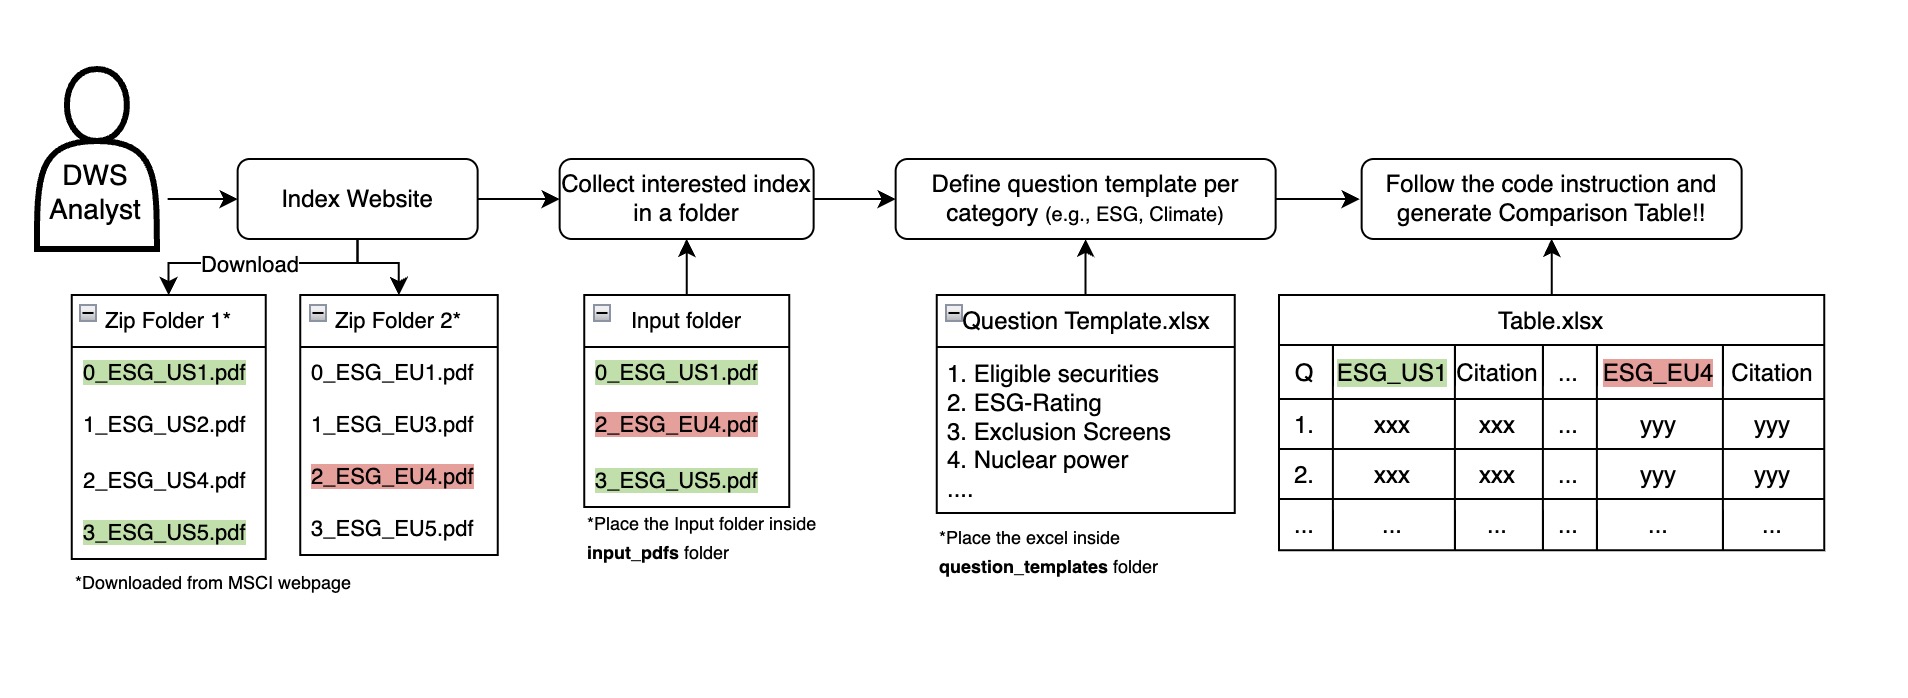 DWS
Analyst
Index Website
Collect interested index
in a folder
Define question template per
category (e.g., ESG, Climate)
Follow the code instruction and
generate Comparison Table!!
Download
Zip Folder 1*
0_ESG_US1.pdf
1_ESG_US2.pdf
2_ESG_US4.pdf
3_ESG_US5.pdf
*Downloaded from MSCI webpage
Zip Folder 2*
0_ESG_EU1.pdf
1_ESG_EU3.pdf
2_ESG_EU4.pdf
3_ESG_EU5.pdf
Input folder
0_ESG_US1.pdf
2_ESG_EU4.pdf
3_ESG_US5.pdf
*Place the Input folder inside
input_pdfs folder
Question Template.xlsx
1. Eligible securities
2. ESG-Rating
3. Exclusion Screens
4. Nuclear power
....
*Place the excel inside
question_templates folder
Table.xlsx
Q ESG_US1 Citation ... ESG_EU4 Citation
1. xxx xxx ... yyy yyy
2. xxx xxx ... yyy yyy
... ... ... ... ... ...